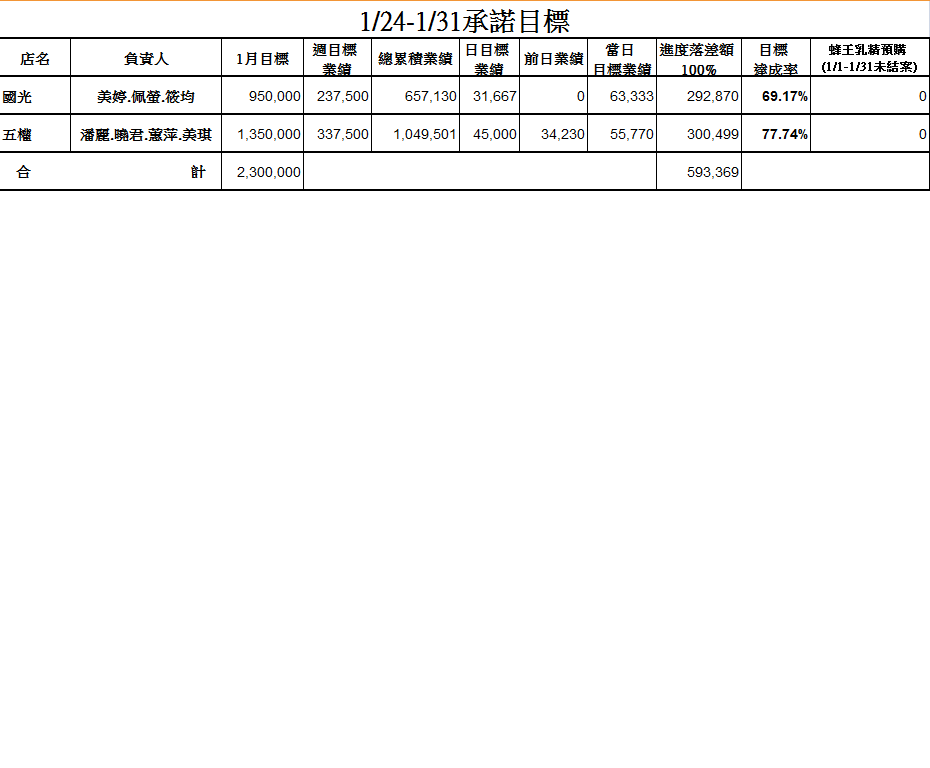 1/24-1/31承諾目標
店名 負責人 1月目標 週目標業績 總累積業績 日目標業績 前日業績 當日目標業績 進度落差額100% 目標達成率 蜂王乳精預購(1/1-1/31未結案)
國光 美婷.佩螢.筱均 950,000 237,500 657,130 31,667 0 63,333 292,870 69.17% 0
五權 潘麗.曉君.蕙萍.美琪 1,350,000 337,500 1,049,501 45,000 34,230 55,770 300,499 77.74% 0
合計 2,300,000 593,369